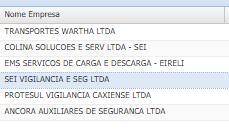 Nome Empresa
TRANSPORTES WARTHA LTDA
COLINA SOLUCOES E SERV LTDA - SEI
EMS SERVICOS DE CARGA E DESCARGA - EIRELI
SEI VIGILANCIA E SEG LTDA
PROTESUL VIGILANCIA CAXIENSE LTDA
ANCORA AUXILIARES DE SEGURANCA LTDA